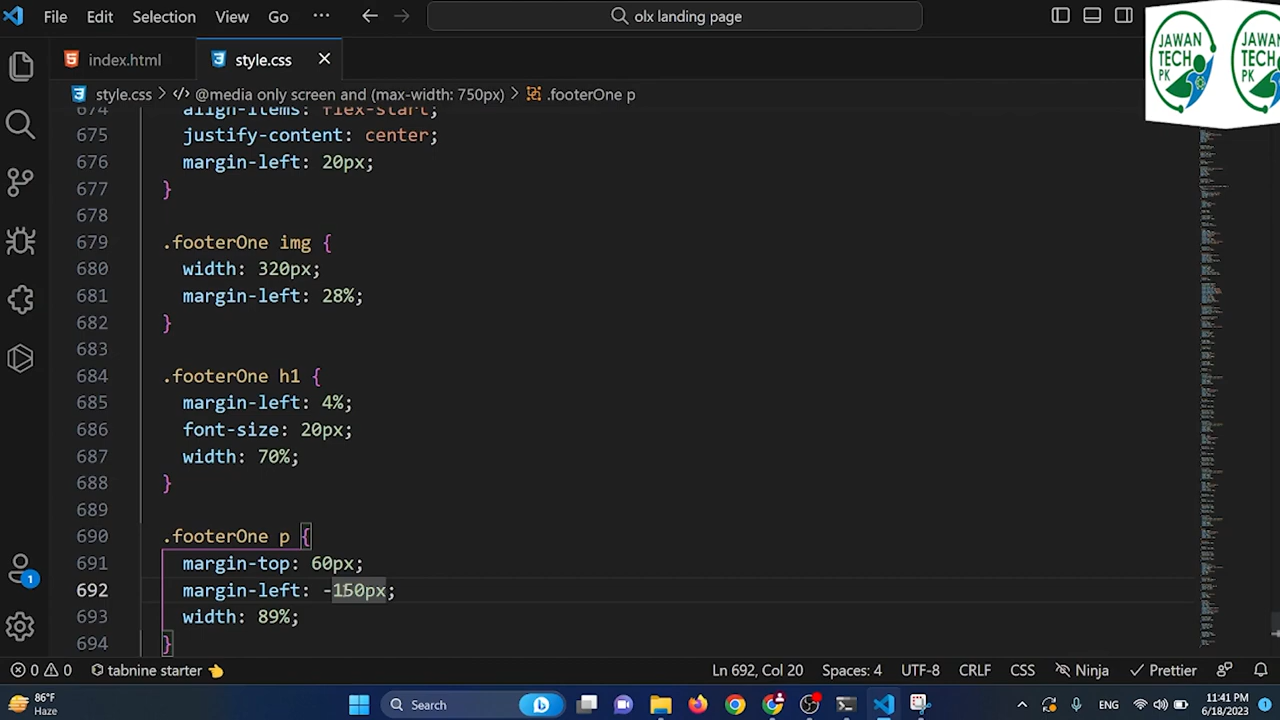 File Edit Selection View Go ··· olx landing page
JAWAN TECH PK
JAWAN TECH PK
index.html style.css
style.css > @media only screen and (max-width: 750px) > .footerOne p
674 align-items: flex-start;
675 justify-content: center;
676 margin-left: 20px;
677 }
678
679 .footerOne img {
680 width: 320px;
681 margin-left: 28%;
682 }
683
684 .footerOne h1 {
685 margin-left: 4%;
686 font-size: 20px;
687 width: 70%;
688 }
689
690 .footerOne p {
691 margin-top: 60px;
692 margin-left: 50px;
693 width: 89%;
694 }
1
0 0 tabnine starter Ln 692, Col 20 Spaces: 4 UTF-8 CRLF CSS Ninja Prettier
86°F
Haze
Search
ENG
11:41 PM
6/18/2023
1